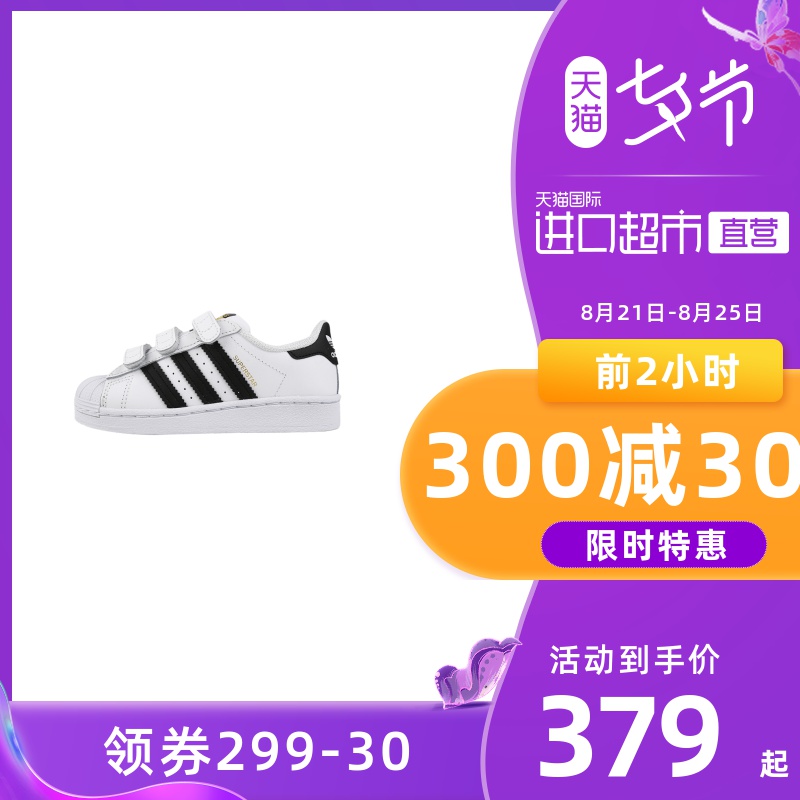 天猫
七夕节
天猫国际
进口超市 直营
8月21日-8月25日
前2小时
300减30
限时特惠
SUPERSTAR
活动到手价
379 起
领券299-30